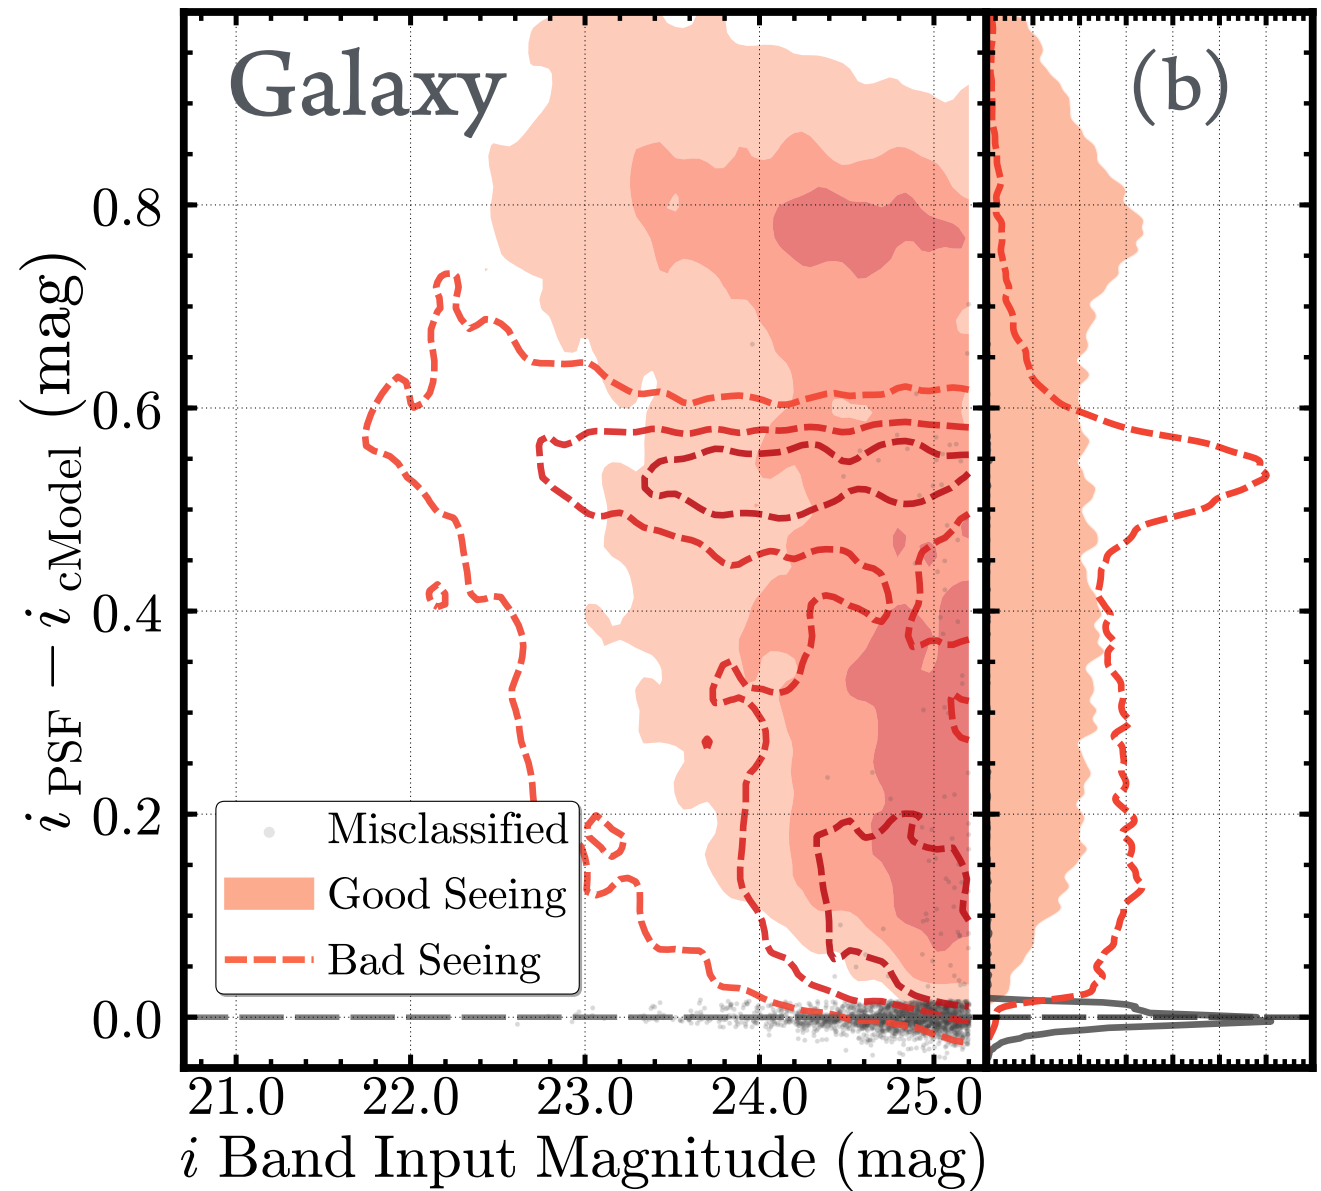 Galaxy
(b)
i PSF − i cModel (mag)
0.8
0.6
0.4
0.2
0.0
Misclassified
Good Seeing
Bad Seeing
21.0 22.0 23.0 24.0 25.0
i Band Input Magnitude (mag)